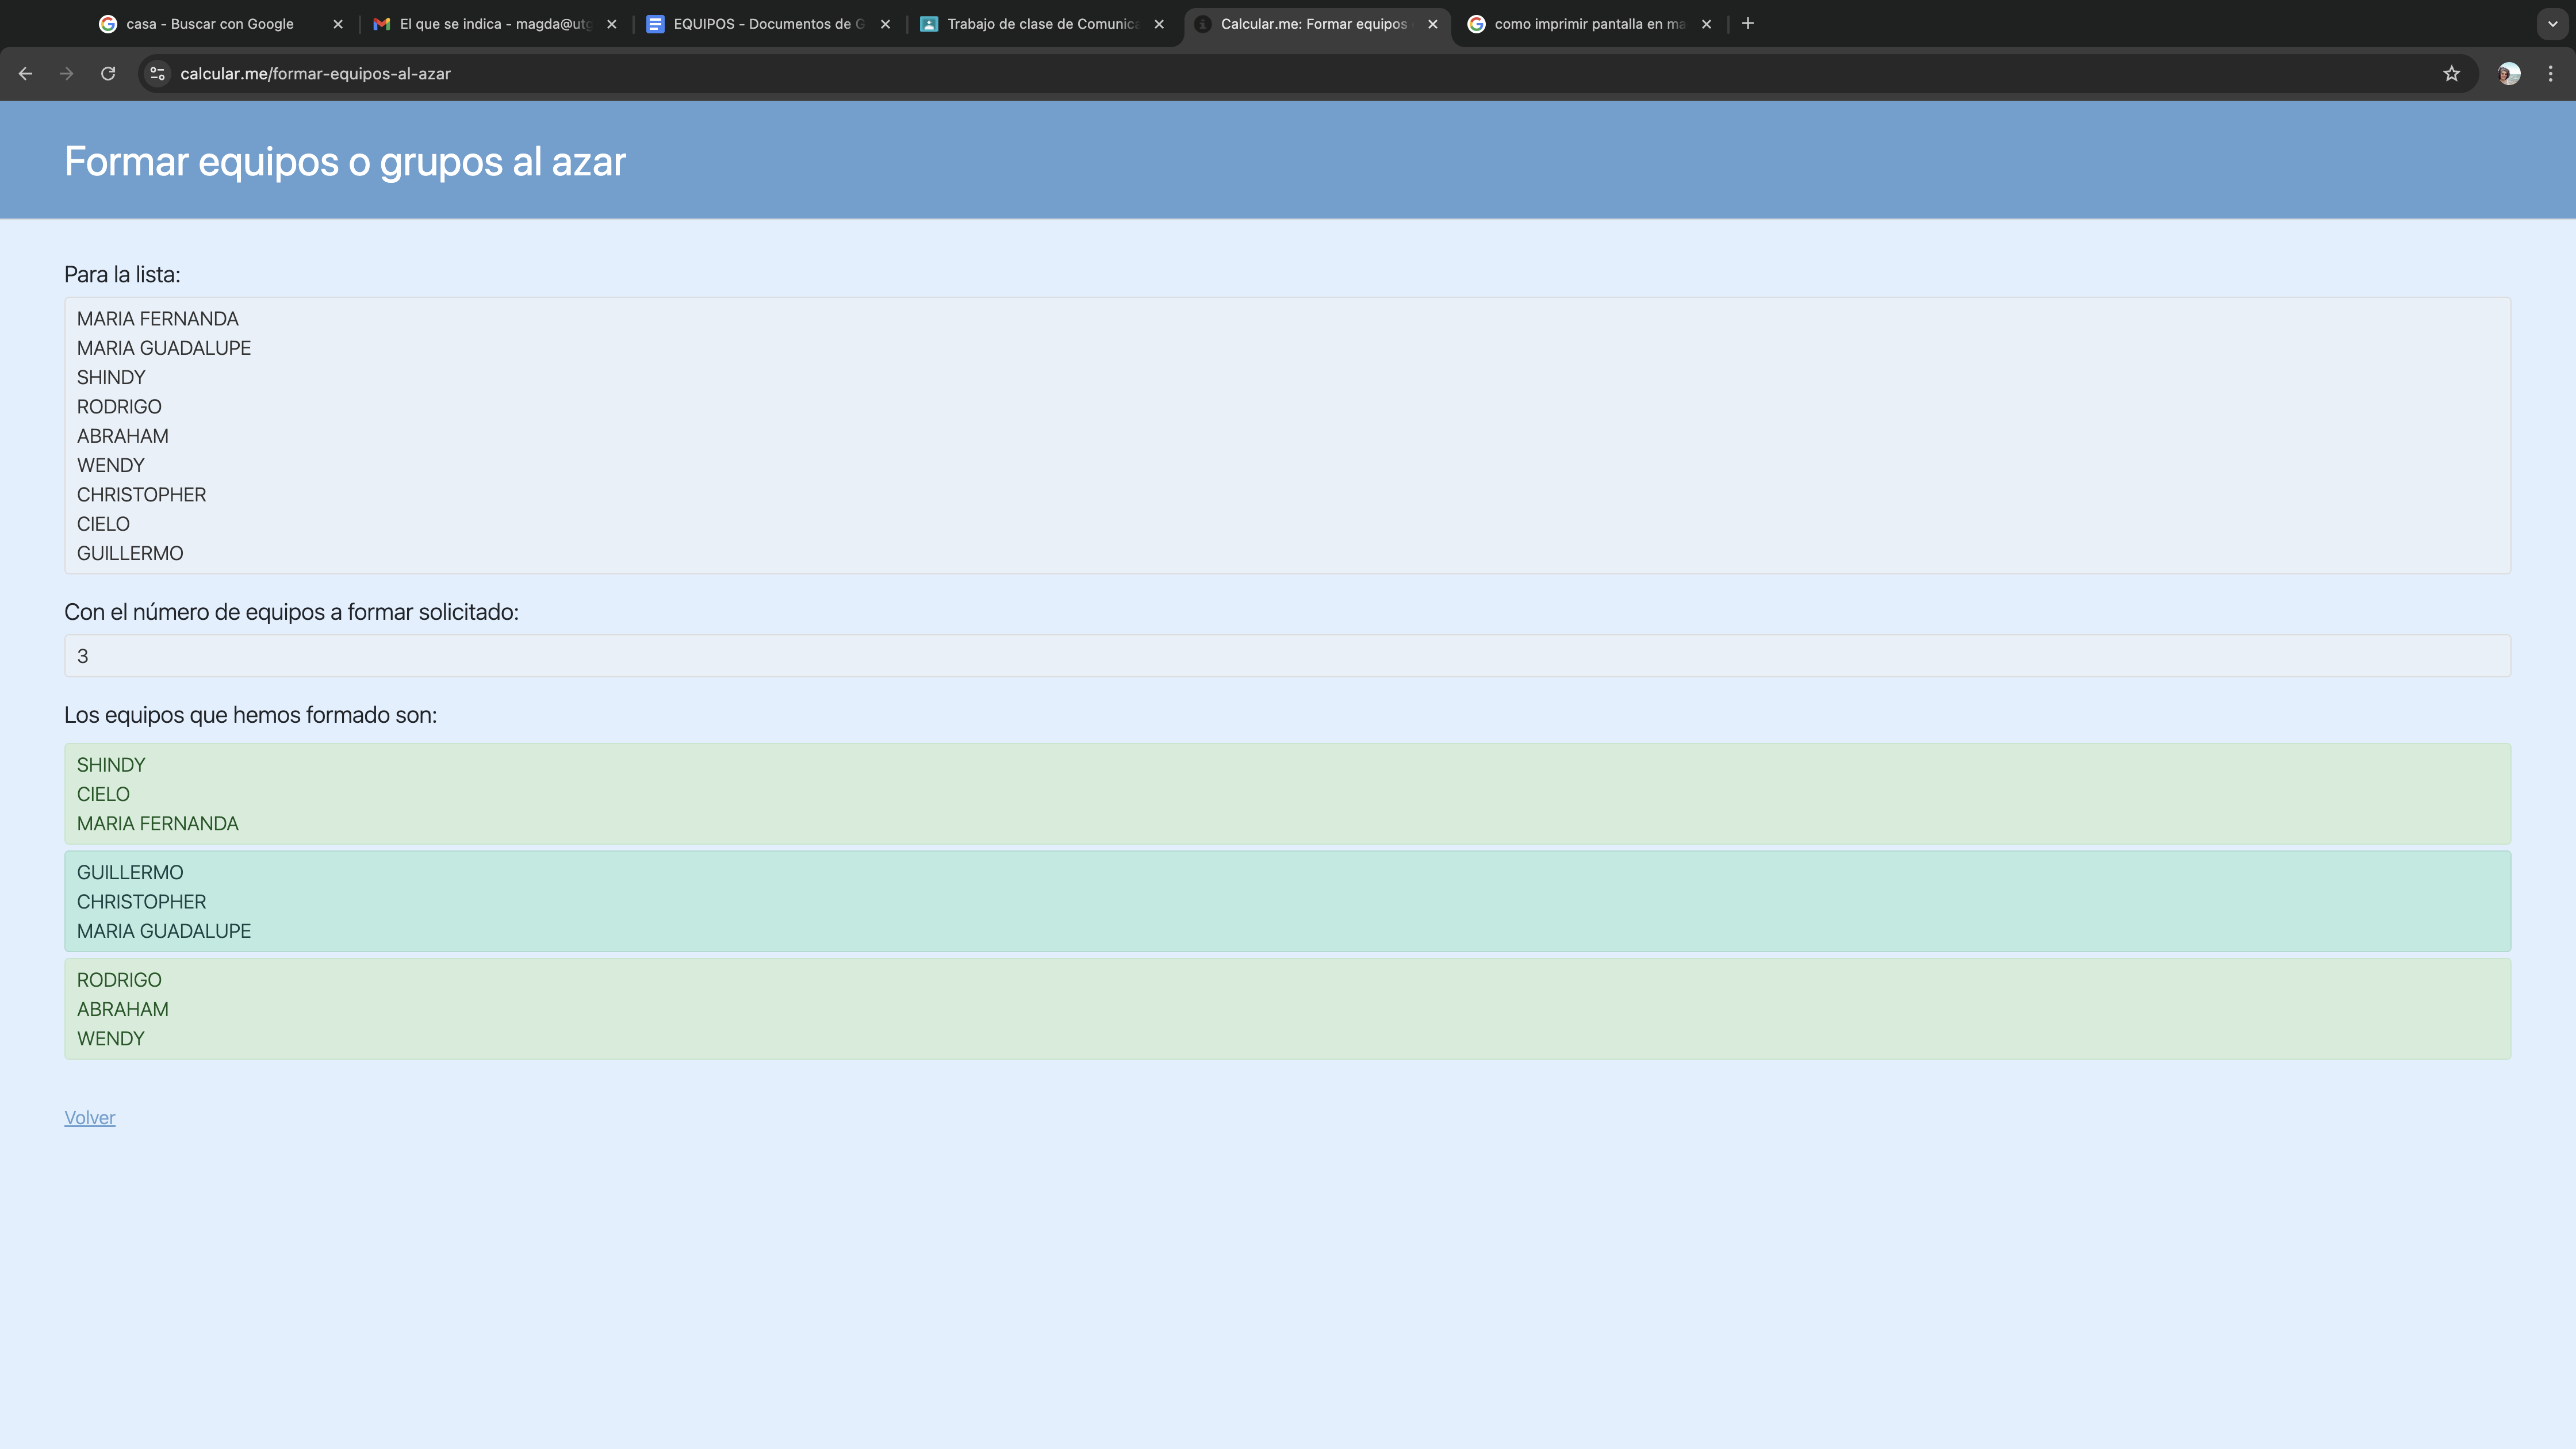 casa - Buscar con Google
El que se indica - magda@utg
EQUIPOS - Documentos de G
Trabajo de clase de Comunica
Calcular.me: Formar equipos
como imprimir pantalla en ma
calcular.me/formar-equipos-al-azar
Formar equipos o grupos al azar
Para la lista:
MARIA FERNANDA
MARIA GUADALUPE
SHINDY
RODRIGO
ABRAHAM
WENDY
CHRISTOPHER
CIELO
GUILLERMO
Con el número de equipos a formar solicitado:
3
Los equipos que hemos formado son:
SHINDY
CIELO
MARIA FERNANDA
GUILLERMO
CHRISTOPHER
MARIA GUADALUPE
RODRIGO
ABRAHAM
WENDY
Volver